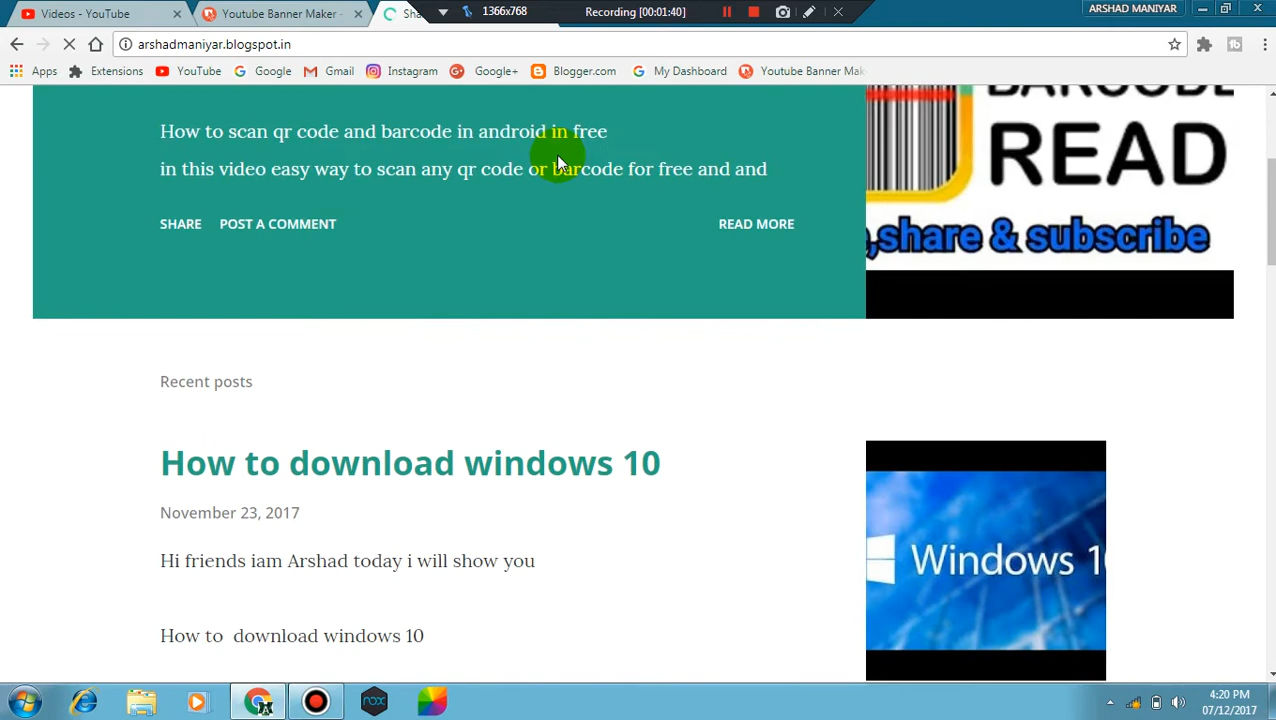 Videos - YouTube
Youtube Banner Maker -
1366x768
Recording [00:01:40]
ARSHAD MANIYAR
arshadmaniyar.blogspot.in
Apps
Extensions
YouTube
Google
Gmail
Instagram
Google+
Blogger.com
My Dashboard
Youtube Banner Mak
BARCODE
READ
,share & subscribe
How to scan qr code and barcode in android in free
in this video easy way to scan any qr code or barcode for free and and
SHARE
POST A COMMENT
READ MORE
Recent posts
How to download windows 10
November 23, 2017
Hi friends iam Arshad today i will show you
How to download windows 10
Windows 10
nox
4:20 PM
07/12/2017